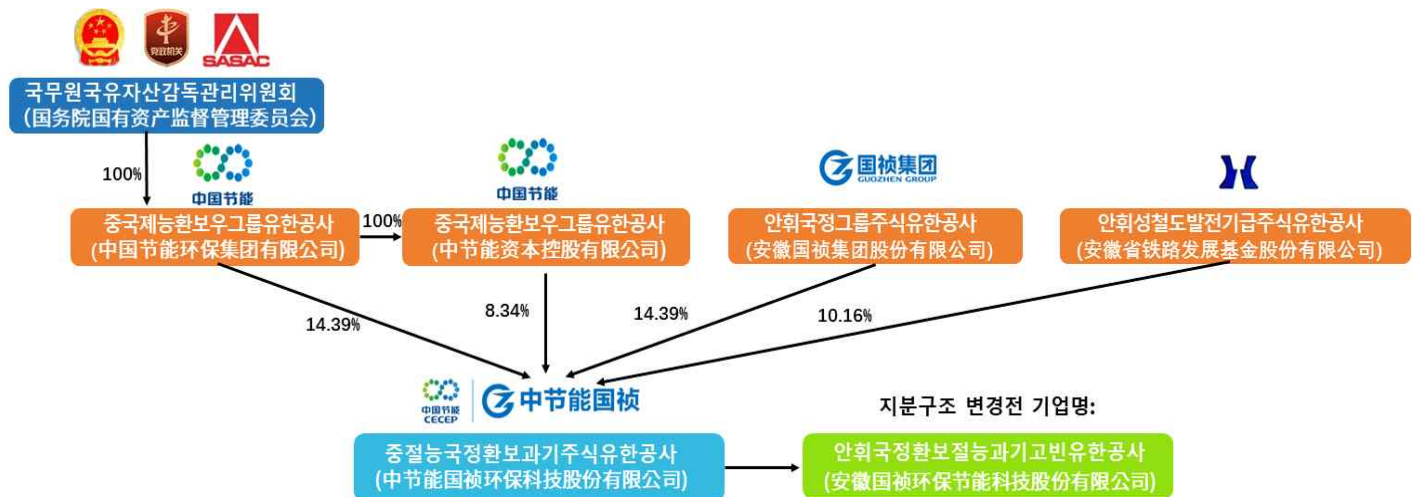 党政机关
SASAC
국무원국유자산감독관리위원회
(国务院国有资产监督管理委员会)
100%
中国节能
中国节能
国祯集团
GUOZHEN GROUP
중국제능환보우그룹유한공사
(中国节能环保集团有限公司)
100%
중국제능환보우그룹유한공사
(中节能资本控股有限公司)
안휘국정그룹주식유한공사
(安徽国祯集团股份有限公司)
안휘성철도발전기급주식유한공사
(安徽省铁路发展基金股份有限公司)
14.39%
8.34%
14.39%
10.16%
中国节能
CECEP
中节能国祯
지분구조 변경전 기업명:
중절능국정환보과기주식유한공사
(中节能国祯环保科技股份有限公司)
안휘국정환보절능과기고빈유한공사
(安徽国祯环保节能科技股份有限公司)